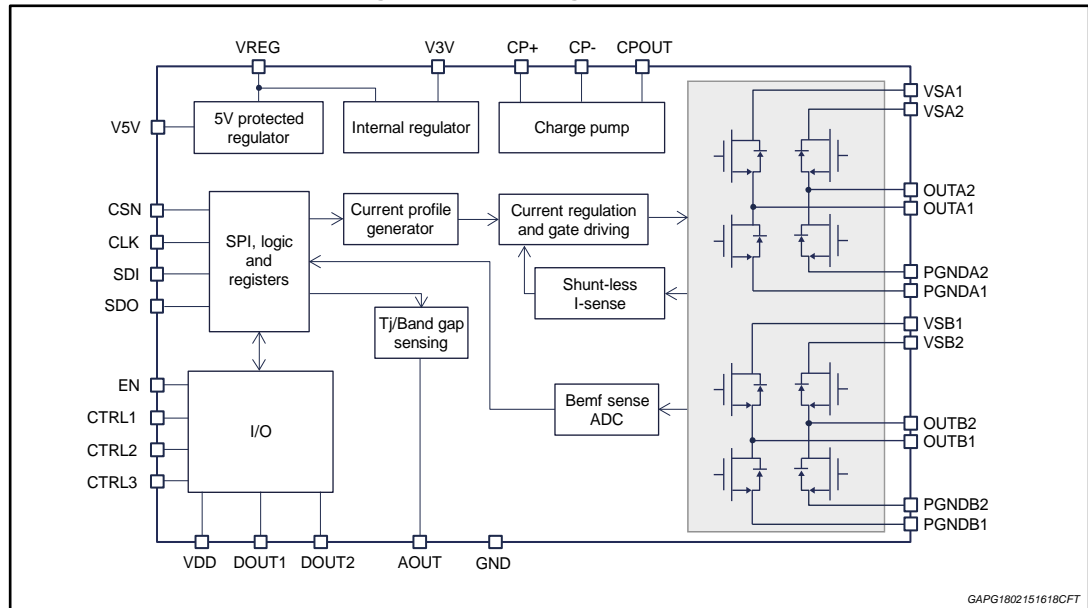 VREG
V3V
CP+
CP-
CPOUT
VSA1
VSA2
V5V
5V protected
regulator
Internal regulator
Charge pump
OUTA2
OUTA1
CSN
CLK
SDI
SDO
SPI, logic
and
registers
Current profile
generator
Current regulation
and gate driving
Shunt-less
I-sense
PGNDA2
PGNDA1
Tj/Band gap
sensing
VSB1
VSB2
EN
CTRL1
CTRL2
CTRL3
I/O
Bemf sense
ADC
OUTB2
OUTB1
PGNDB2
PGNDB1
VDD
DOUT1
DOUT2
AOUT
GND
GAPG1802151618CFT